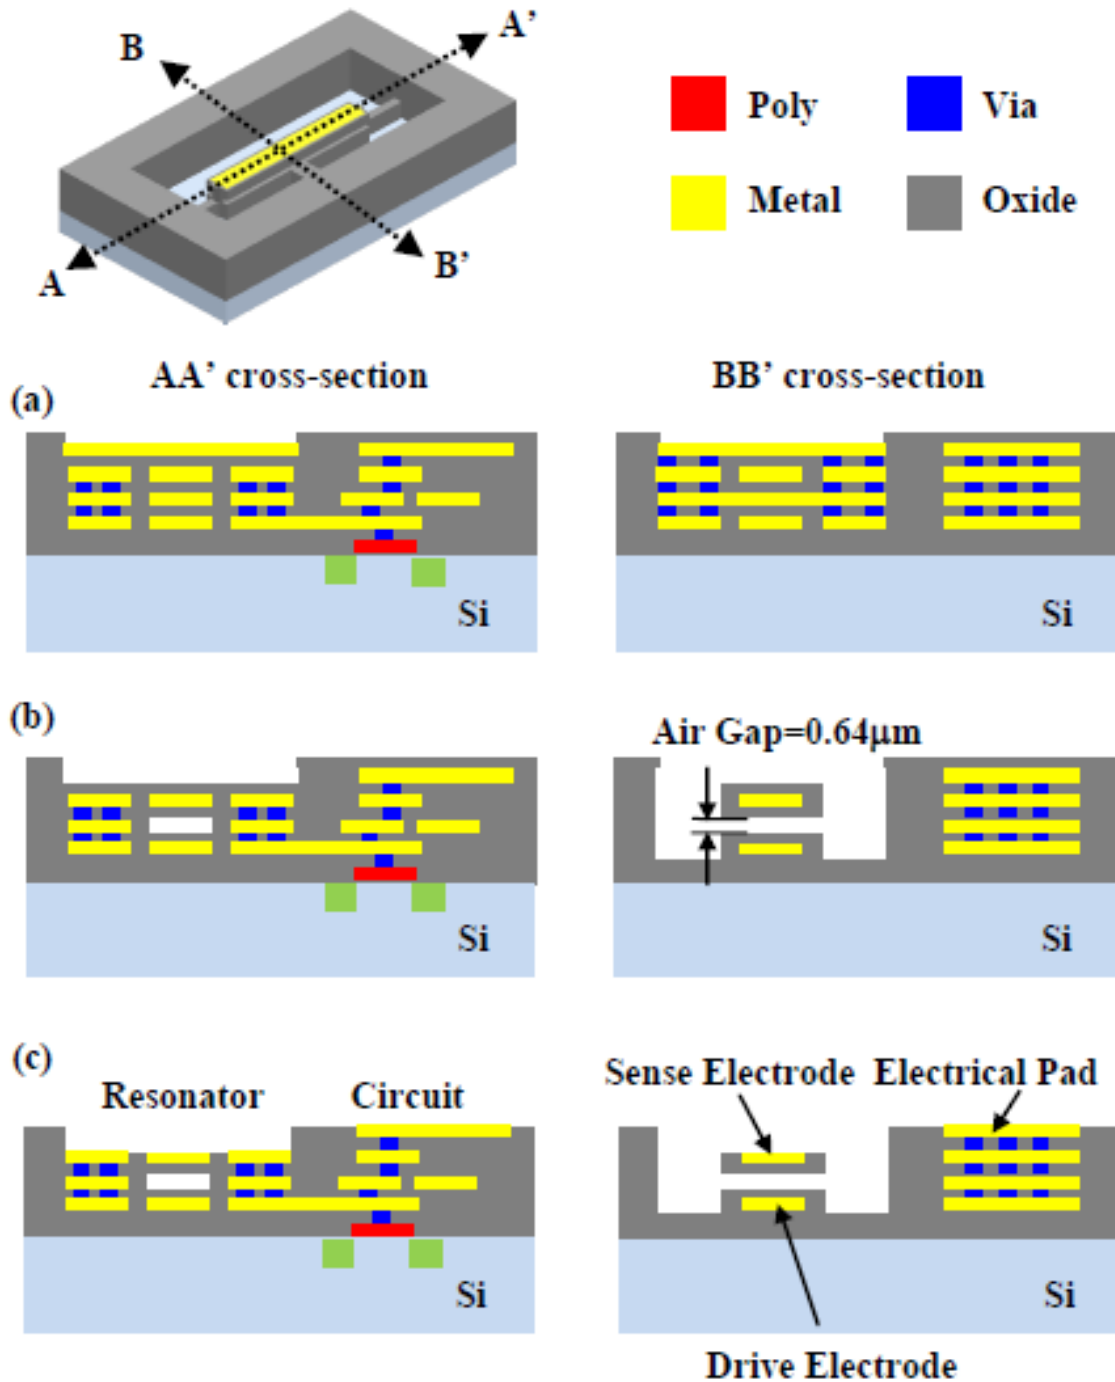 A’
B
Poly
Via
Metal
Oxide
A
B’
AA’ cross-section
BB’ cross-section
(a)
Si
Si
(b)
Air Gap=0.64μm
Si
Si
(c)
Resonator
Circuit
Sense Electrode
Electrical Pad
Si
Si
Drive Electrode